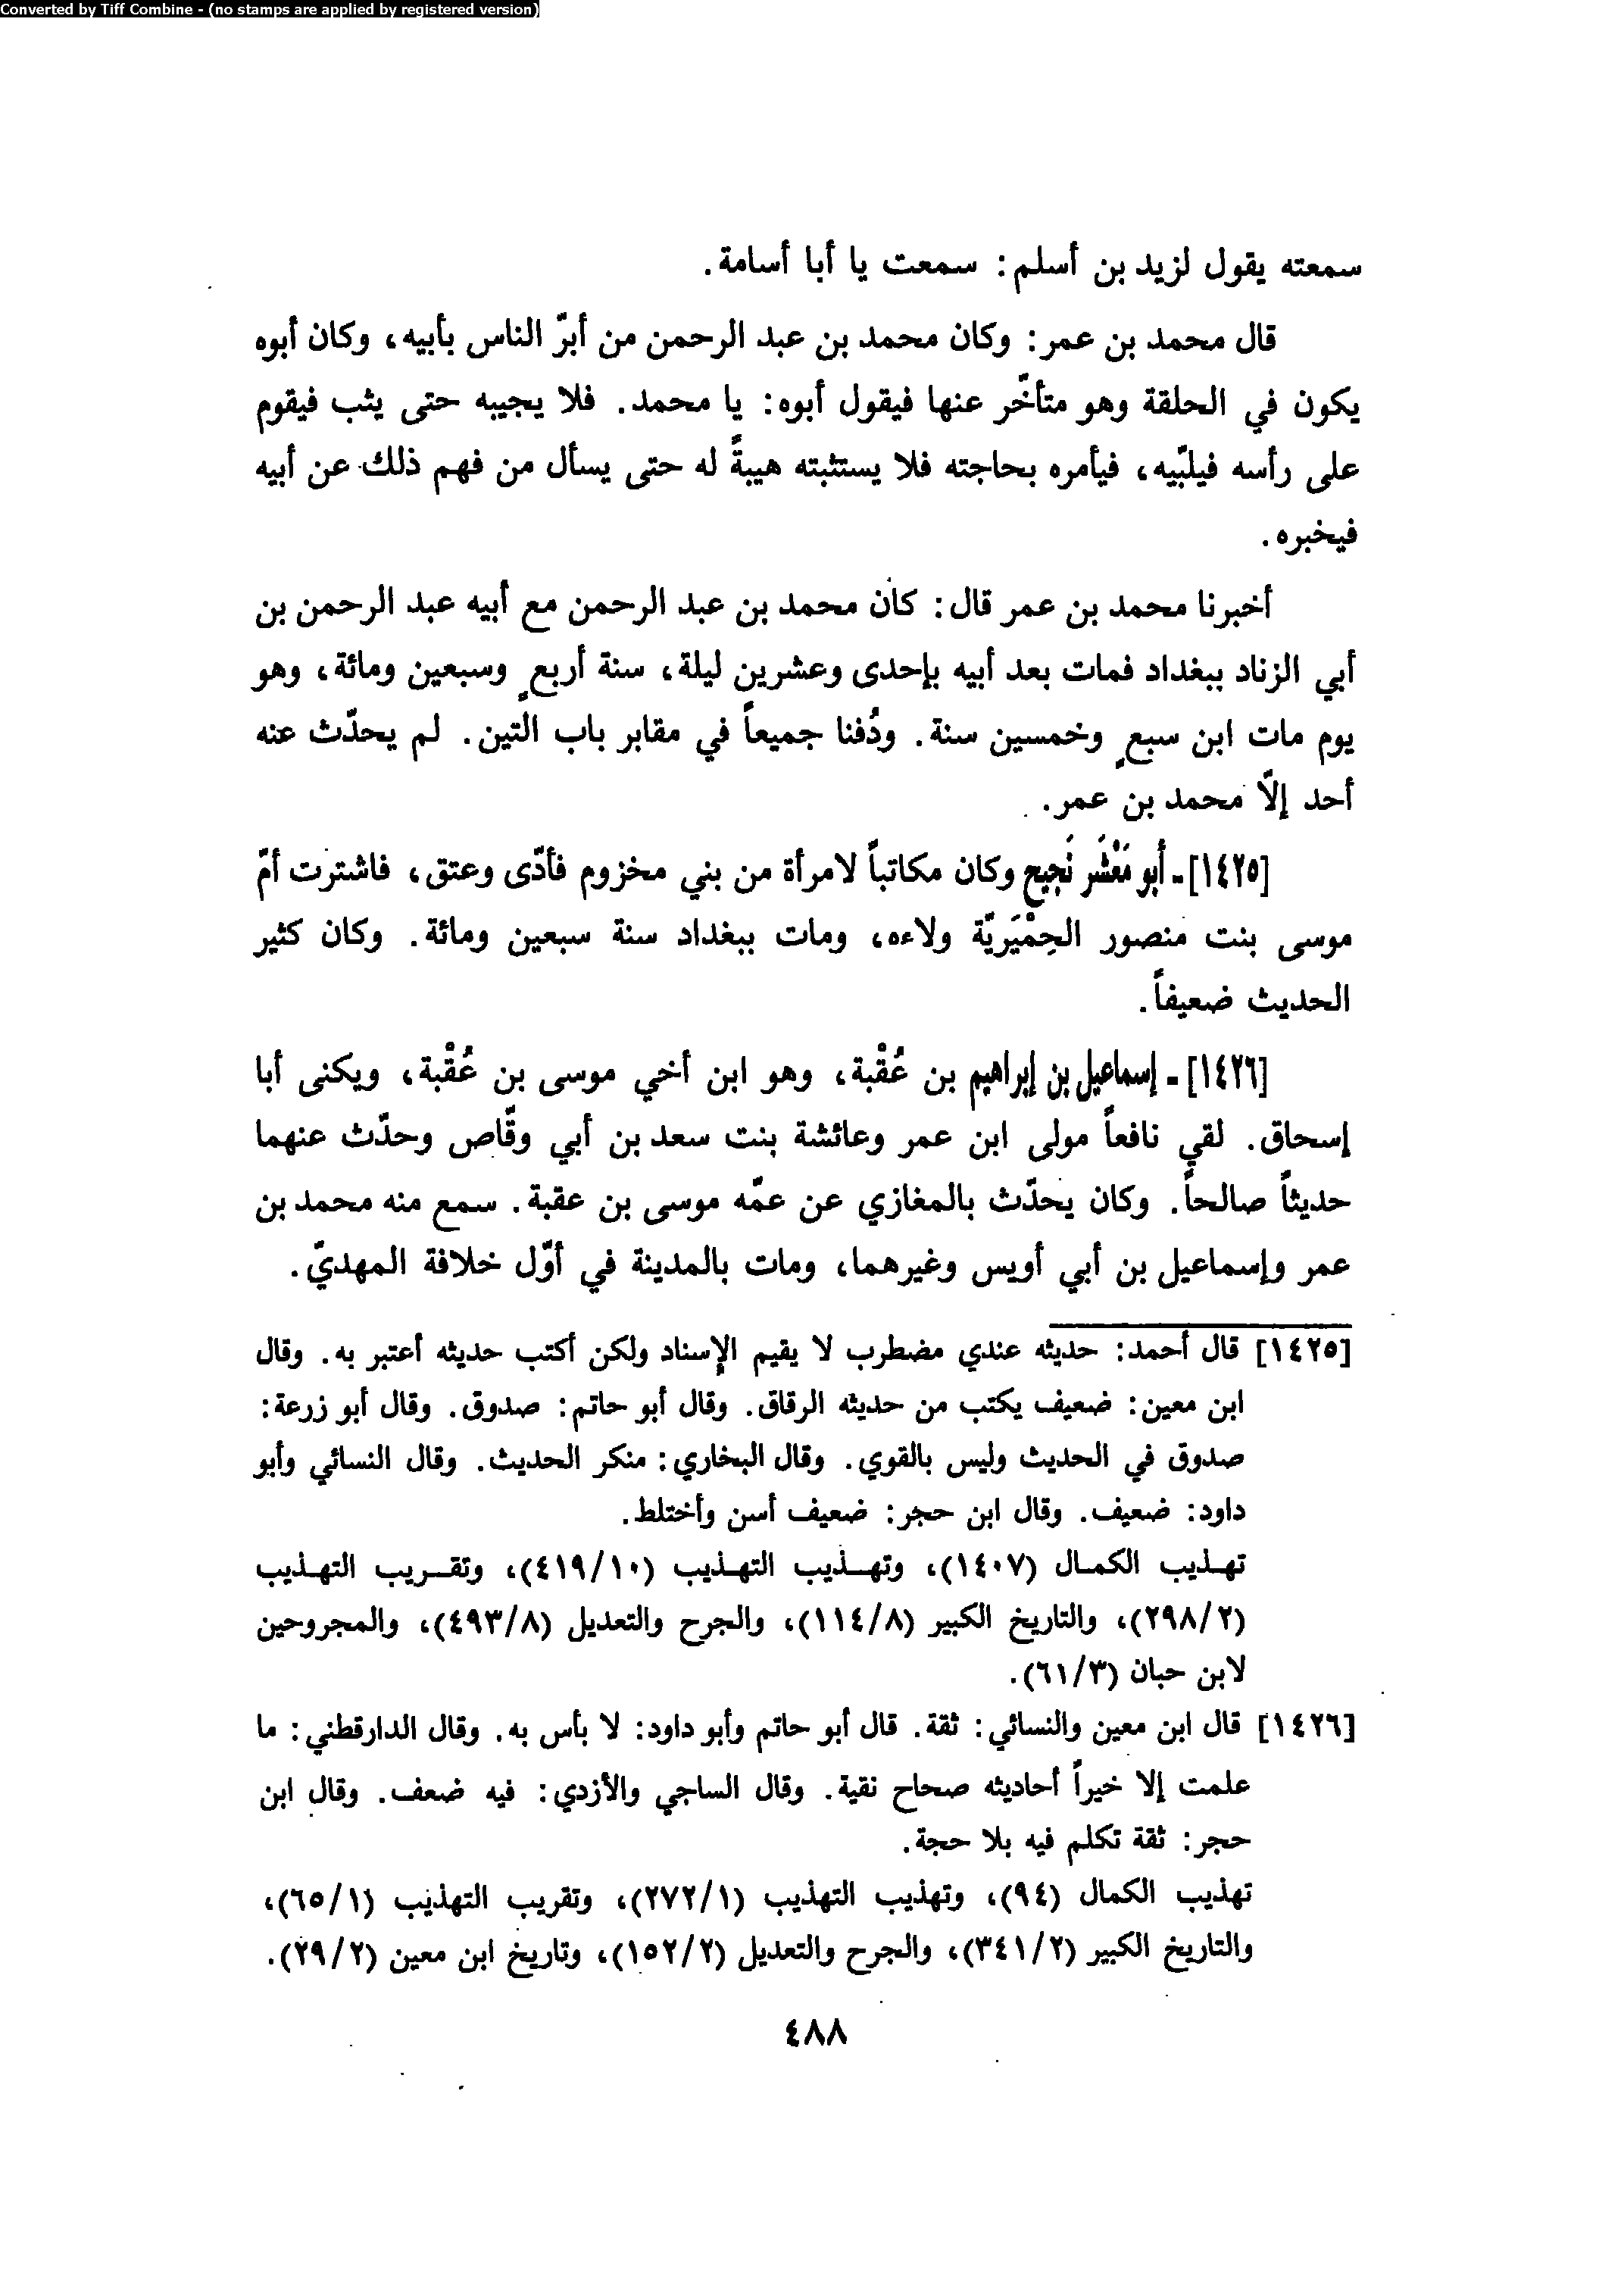 Converted by Tiff Combine - (no stamps are applied by registered version)
سمعته يقول لزيد بن أسلم: سمعت يا أبا أسامة.
قال محمد بن عمر: وكان محمد بن عبد الرحمن من أبرّ الناس بأبيه، وكان أبوه
يكون في الحلقة وهو متأخّر عنها فيقول أبوه: يا محمد. فلا يجيبه حتى يثب فيقوم
على رأسه فيلبّيه، فيأمره بحاجته فلا يستثبته هيبةً له حتى يسأل من فهم ذلك عن أبيه
فيخبره.
أخبرنا محمد بن عمر قال: كان محمد بن عبد الرحمن مع أبيه عبد الرحمن بن
أبي الزناد ببغداد فمات بعد أبيه بإحدى وعشرين ليلة، سنة أربعٍ وسبعين ومائة، وهو
يوم مات ابن سبعٍ وخمسين سنة. ودُفنا جميعاً في مقابر باب التين. لم يحدّث عنه
أحد إلاّ محمد بن عمر.
[١٤٢٥]ـ أبو مَعْشَر نَجيح وكان مكاتباً لامرأة من بني مخزوم فأدّى وعتق، فاشترت أمّ
موسى بنت منصور الحِمْيَريّة ولاءه، ومات ببغداد سنة سبعين ومائة. وكان كثير
الحديث ضعيفاً.
[١٤٢٦]ـ إسماعيل بن إبراهيم بن عُقْبة، وهو ابن أخي موسى بن عُقْبة، ويكنى أبا
إسحاق. لقي نافعاً مولى ابن عمر وعائشة بنت سعد بن أبي وقّاص وحدّث عنهما
حديثاً صالحاً. وكان يحدّث بالمغازي عن عمّه موسى بن عقبة. سمع منه محمد بن
عمر وإسماعيل بن أبي أويس وغيرهما، ومات بالمدينة في أوّل خلافة المهديّ.
[١٤٢٥] قال أحمد: حديثه عندي مضطرب لا يقيم الإسناد ولكن أكتب حديثه أعتبر به. وقال
ابن معين: ضعيف يكتب من حديثه الرقاق. وقال أبو حاتم: صدوق. وقال أبو زرعة:
صدوق في الحديث وليس بالقوي. وقال البخاري: منكر الحديث. وقال النسائي وأبو
داود: ضعيف. وقال ابن حجر: ضعيف أسن وأختلط.
تهذيب الكمال (١٤٠٧)، وتهذيب التهذيب (٤١٩/١٠)، وتقريب التهذيب
(٢٩٨/٢)، والتاريخ الكبير (١١٤/٨)، والجرح والتعديل (٤٩٣/٨)، والمجروحين
لابن حبان (٦١/٣).
[١٤٢٦] قال ابن معين والنسائي: ثقة. قال أبو حاتم وأبو داود: لا بأس به. وقال الدارقطني: ما
علمت إلا خيراً أحاديثه صحاح نقية. وقال الساجي والأزدي: فيه ضعف. وقال ابن
حجر: ثقة تكلم فيه بلا حجة.
تهذيب الكمال (٩٤)، وتهذيب التهذيب (٢٧٢/١)، وتقريب التهذيب (٦٥/١)،
والتاريخ الكبير (٣٤١/٢)، والجرح والتعديل (١٥٢/٢)، وتاريخ ابن معين (٢٩/٢).
٤٨٨